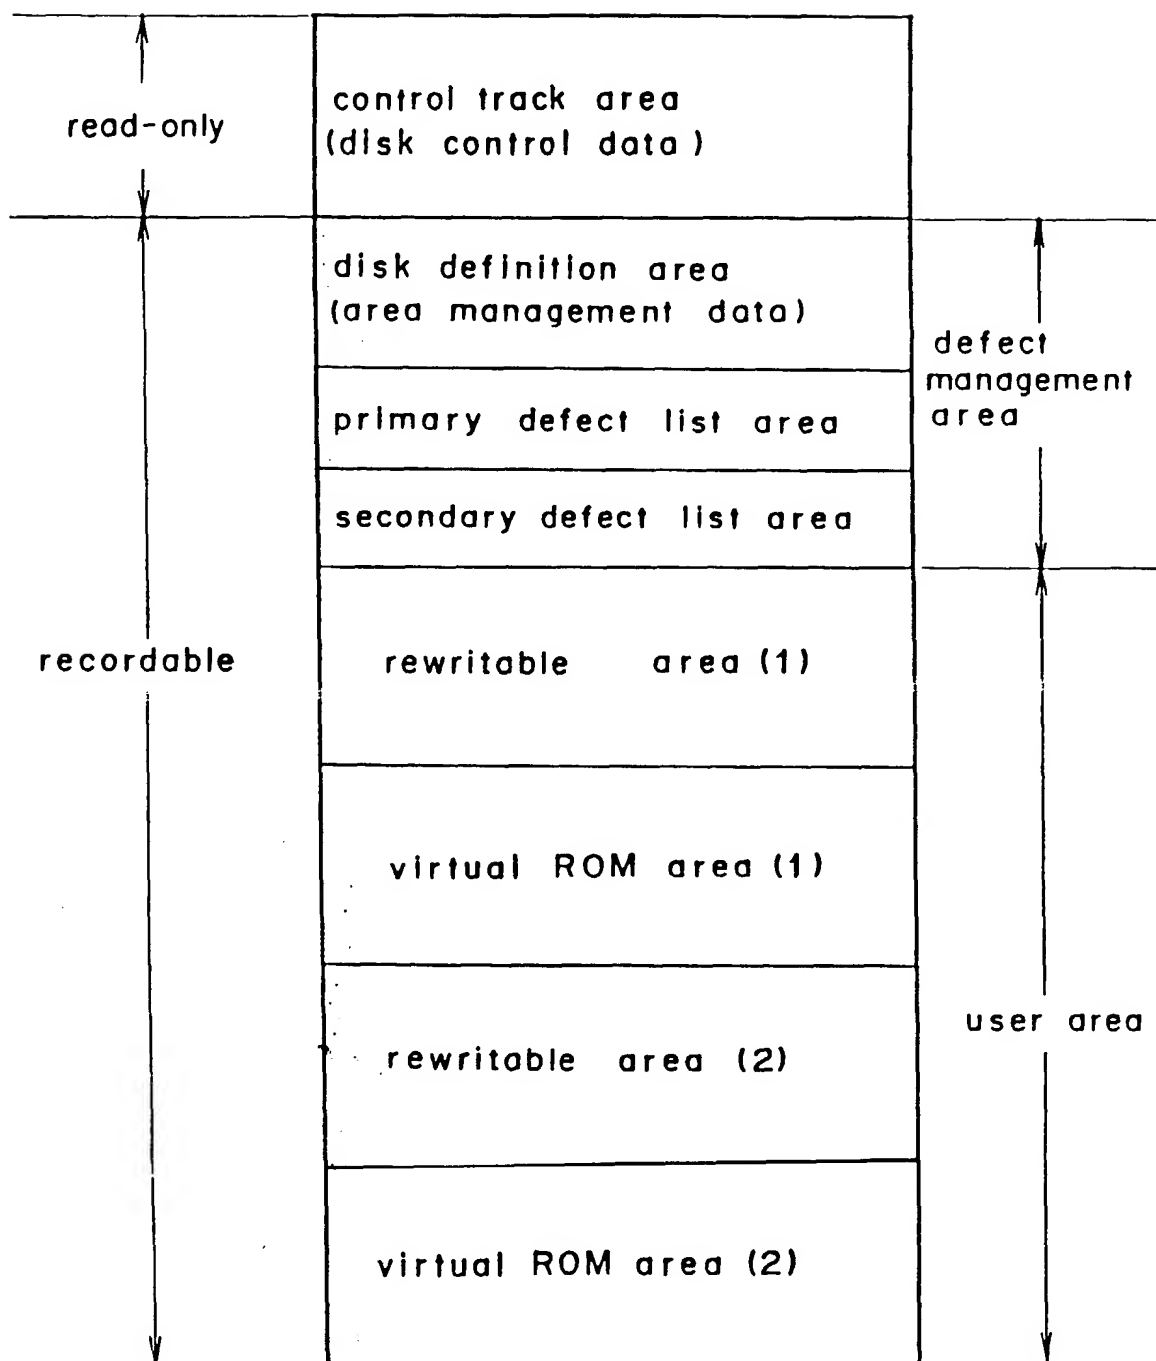 control track area
(disk control data)
read-only
disk definition area
(area management data)
defect
management
area
primary defect list area
secondary defect list area
recordable
rewritable area (1)
virtual ROM area (1)
user area
rewritable area (2)
virtual ROM area (2)